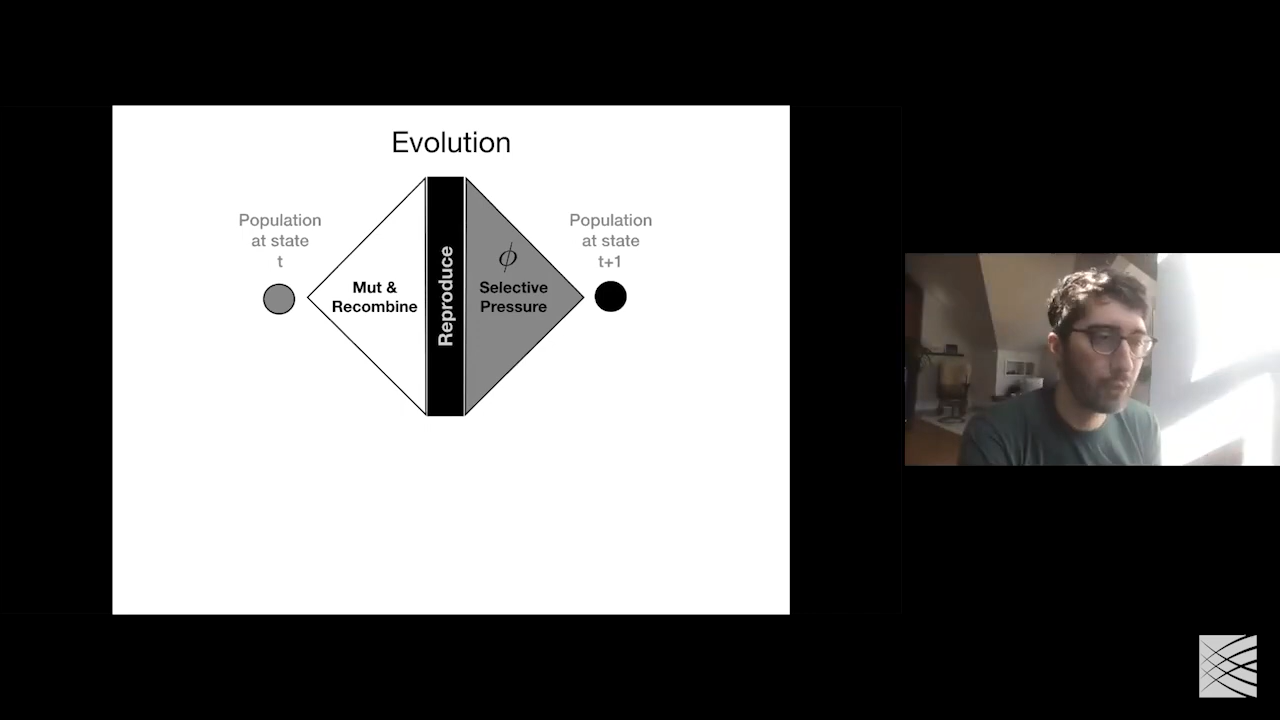 Evolution
Population
at state
t
Mut &
Recombine
Reproduce
ϕ
Selective
Pressure
Population
at state
t+1